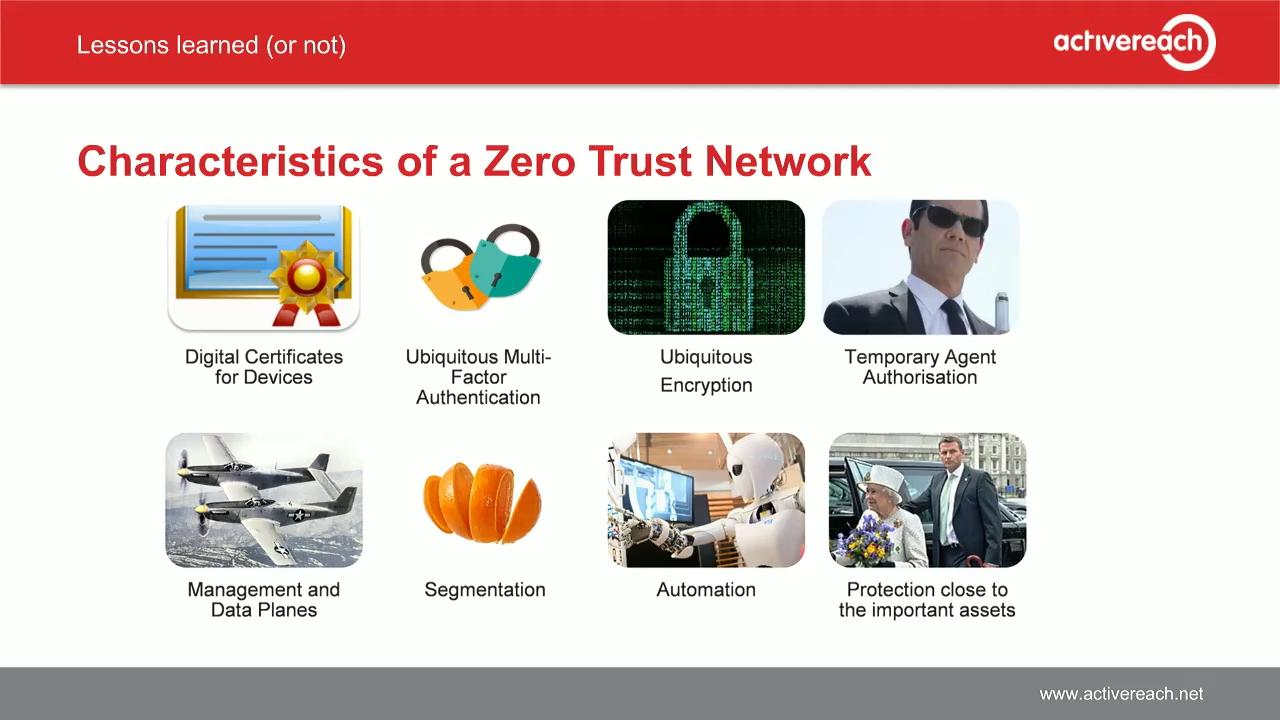 Lessons learned (or not)
activereach
Characteristics of a Zero Trust Network
Digital Certificates
for Devices
Ubiquitous Multi-
Factor
Authentication
Ubiquitous
Encryption
Temporary Agent
Authorisation
Management and
Data Planes
Segmentation
Automation
Protection close to
the important assets
www.activereach.net